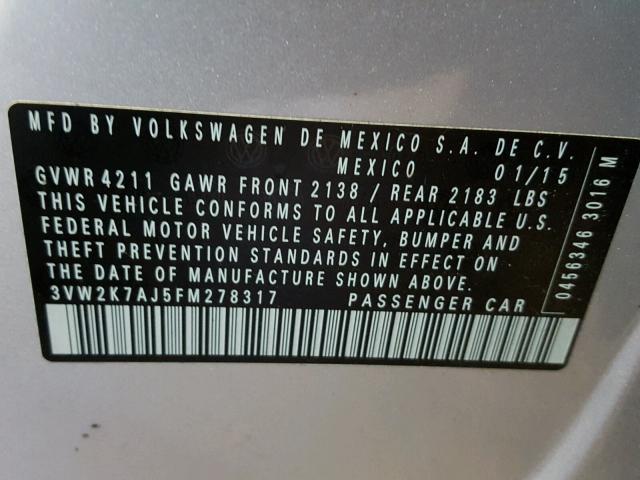 MFD BY VOLKSWAGEN DE MEXICO S.A. DE C.V.
MEXICO 01/15
GVWR 4211 GAWR FRONT 2138 / REAR 2183 LBS
THIS VEHICLE CONFORMS TO ALL APPLICABLE U.S.
FEDERAL MOTOR VEHICLE SAFETY, BUMPER AND
THEFT PREVENTION STANDARDS IN EFFECT ON
THE DATE OF MANUFACTURE SHOWN ABOVE.
3VW2K7AJ5FM278317 PASSENGER CAR
0456346 3016 M